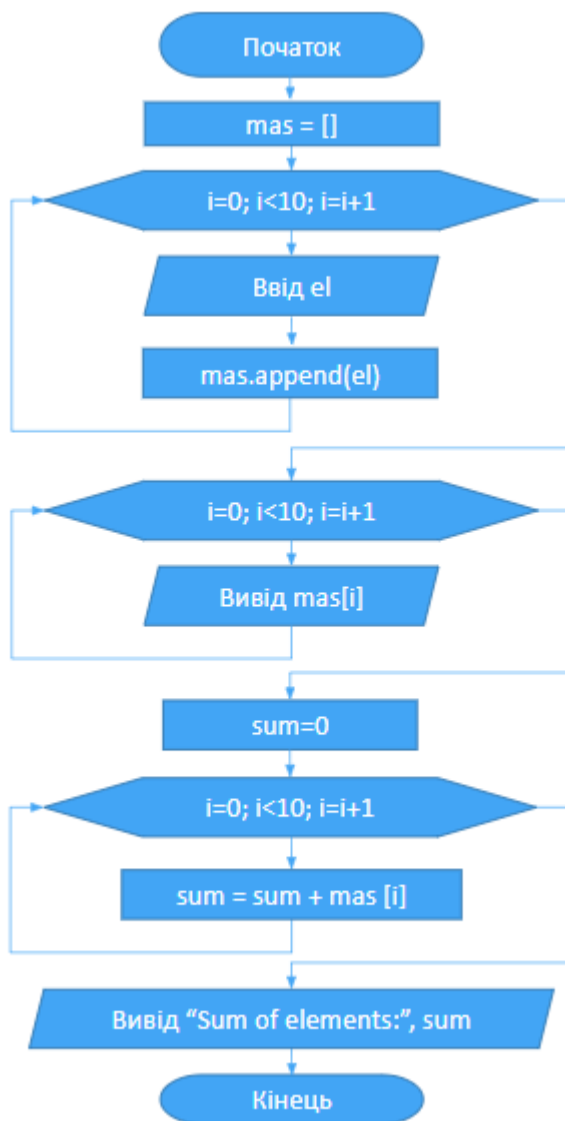 Початок
mas = []
i=0; i<10; i=i+1
Ввід el
mas.append(el)
i=0; i<10; i=i+1
Вивід mas[i]
sum=0
i=0; i<10; i=i+1
sum = sum + mas [i]
Вивід “Sum of elements:”, sum
Кінець